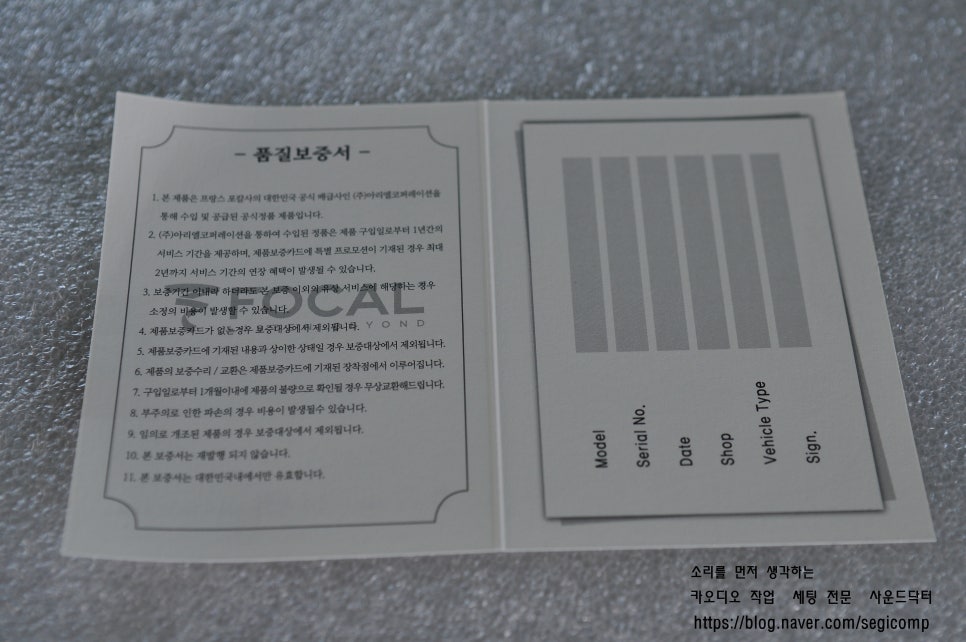 - 품질보증서 -
1. 본 제품은 프랑스 포칼사의 대한민국 공식 배급사인 (주)아리엘코퍼레이션을
통해 수입 및 공급된 공식정품 제품입니다.
2. (주)아리엘코퍼레이션을 통하여 수입된 정품은 제품 구입일로부터 1년간의
서비스 기간을 제공하며, 제품보증카드에 특별 프로모션이 기재된 경우 최대
2년까지 서비스 기간의 연장 혜택이 발생될 수 있습니다.
3. 보증기간 이내라 하더라도 본 보증 이외의 유상 서비스에 해당하는 경우
소정의 비용이 발생할 수 있습니다.
FOCAL
YOND
4. 제품보증카드가 없는경우 보증대상에서 제외됩니다.
5. 제품보증카드에 기재된 내용과 상이한 상태일 경우 보증대상에서 제외됩니다.
6. 제품의 보증수리 / 교환은 제품보증카드에 기재된 장착점에서 이루어집니다.
7. 구입일로부터 1개월이내에 제품의 불량으로 확인될 경우 무상교환해드립니다.
8. 부주의로 인한 파손의 경우 비용이 발생될수 있습니다.
9. 임의로 개조된 제품의 경우 보증대상에서 제외됩니다.
10. 본 보증서는 재발행 되지 않습니다.
11. 본 보증서는 대한민국내에서만 유효합니다.
Model
Serial No.
Date
Shop
Vehicle Type
Sign.
소리를 먼저 생각하는
카오디오 작업 세팅 전문 사운드닥터
https://blog.naver.com/segicomp